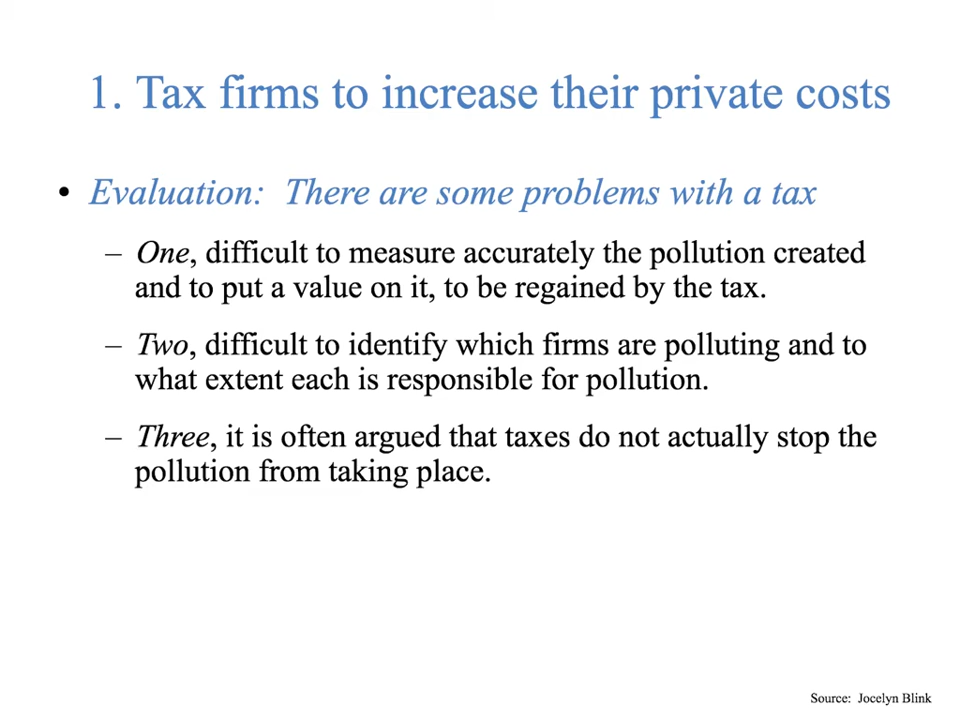 1. Tax firms to increase their private costs
• Evaluation: There are some problems with a tax
– One, difficult to measure accurately the pollution created
and to put a value on it, to be regained by the tax.
– Two, difficult to identify which firms are polluting and to
what extent each is responsible for pollution.
– Three, it is often argued that taxes do not actually stop the
pollution from taking place.
Source: Jocelyn Blink